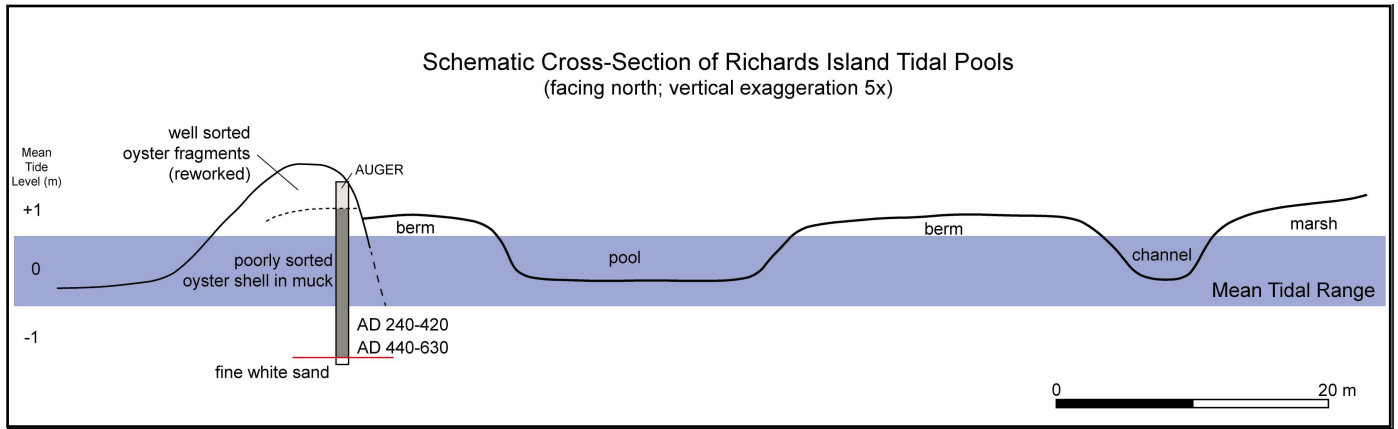 Schematic Cross-Section of Richards Island Tidal Pools
(facing north; vertical exaggeration 5x)
well sorted
oyster fragments
(reworked)
Mean
Tide
Level (m)
AUGER
+1
berm
berm
marsh
poorly sorted
oyster shell in muck
pool
channel
0
Mean Tidal Range
-1
AD 240-420
AD 440-630
fine white sand
0
20 m